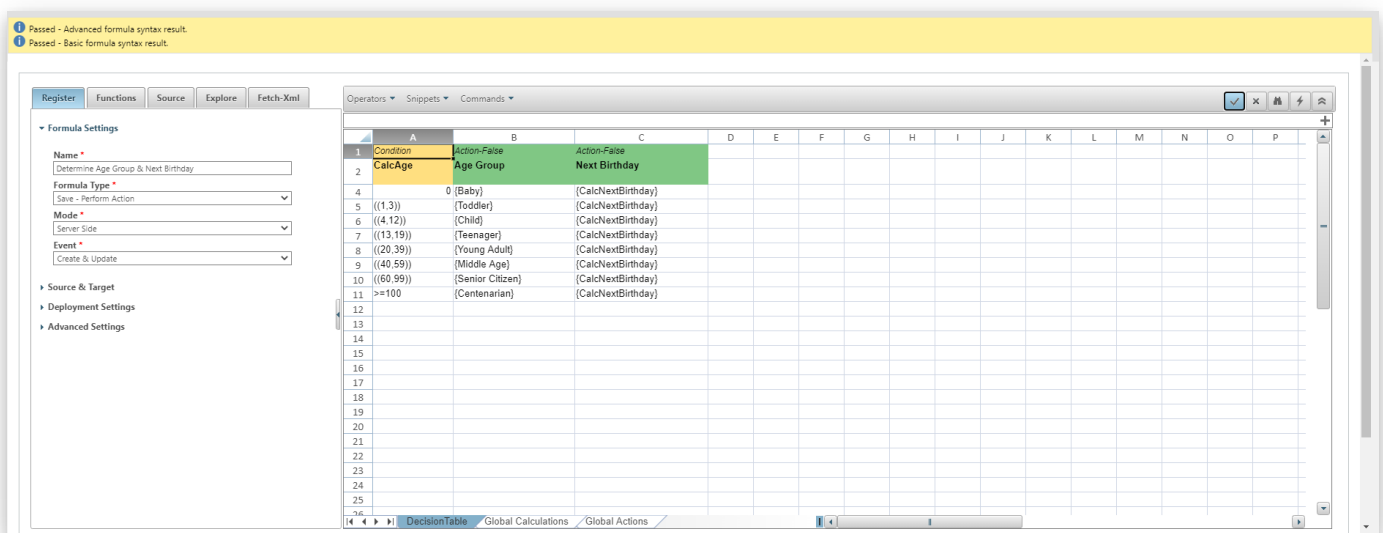 Passed - Advanced formula syntax result.
Passed - Basic formula syntax result.
Register Functions Source Explore Fetch-Xml
Operators Snippets Commands
Formula Settings
Name *
Determine Age Group & Next Birthday
Formula Type *
Save - Perform Action
Mode *
Server Side
Event *
Create & Update
Source & Target
Deployment Settings
Advanced Settings
A B C D E F G H I J K L M N O P
1 Condition Action-False Action-False
2 CalcAge Age Group Next Birthday
4 0 {Baby} {CalcNextBirthday}
5 ((1,3)) {Toddler} {CalcNextBirthday}
6 ((4,12)) {Child} {CalcNextBirthday}
7 ((13,19)) {Teenager} {CalcNextBirthday}
8 ((20,39)) {Young Adult} {CalcNextBirthday}
9 ((40,59)) {Middle Age} {CalcNextBirthday}
10 ((60,99)) {Senior Citizen} {CalcNextBirthday}
11 >=100 {Centenarian} {CalcNextBirthday}
12
13
14
15
16
17
18
19
20
21
22
23
24
25
26
DecisionTable Global Calculations Global Actions